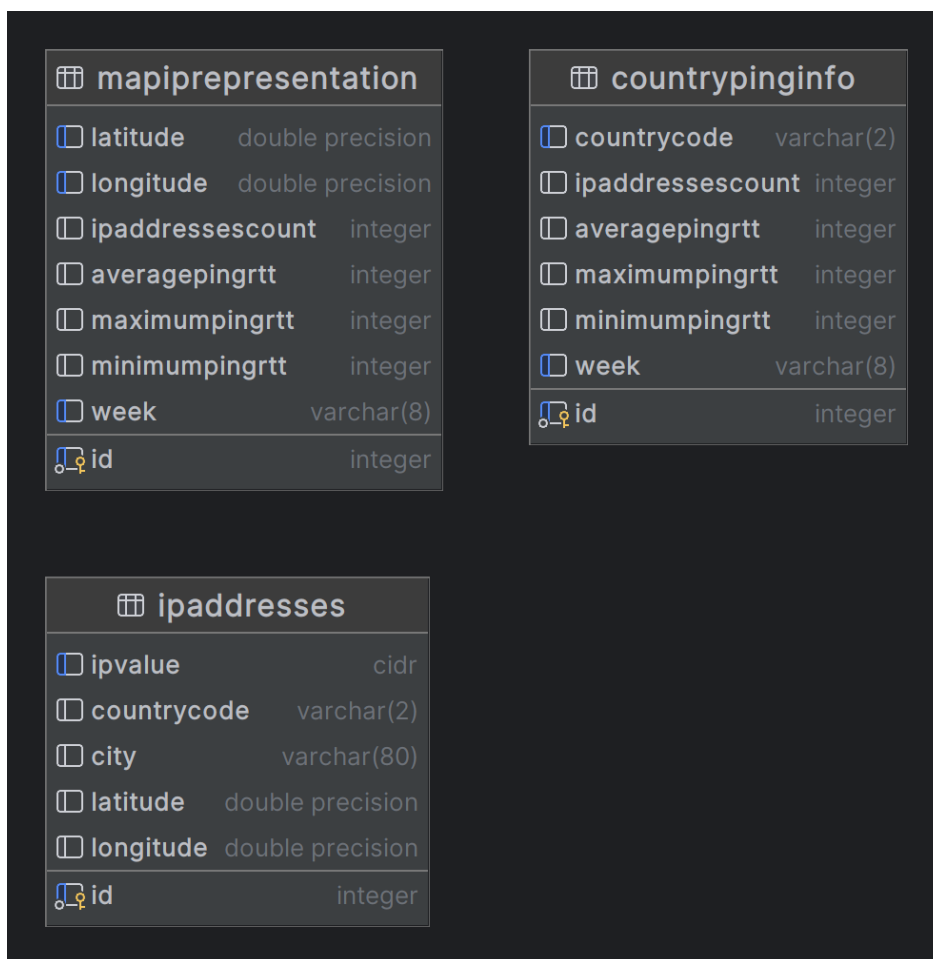 mapiprepresentation
latitude double precision
longitude double precision
ipaddressescount integer
averagepingrtt integer
maximumpingrtt integer
minimumpingrtt integer
week varchar(8)
id integer
countrypinginfo
countrycode varchar(2)
ipaddressescount integer
averagepingrtt integer
maximumpingrtt integer
minimumpingrtt integer
week varchar(8)
id integer
ipaddresses
ipvalue cidr
countrycode varchar(2)
city varchar(80)
latitude double precision
longitude double precision
id integer